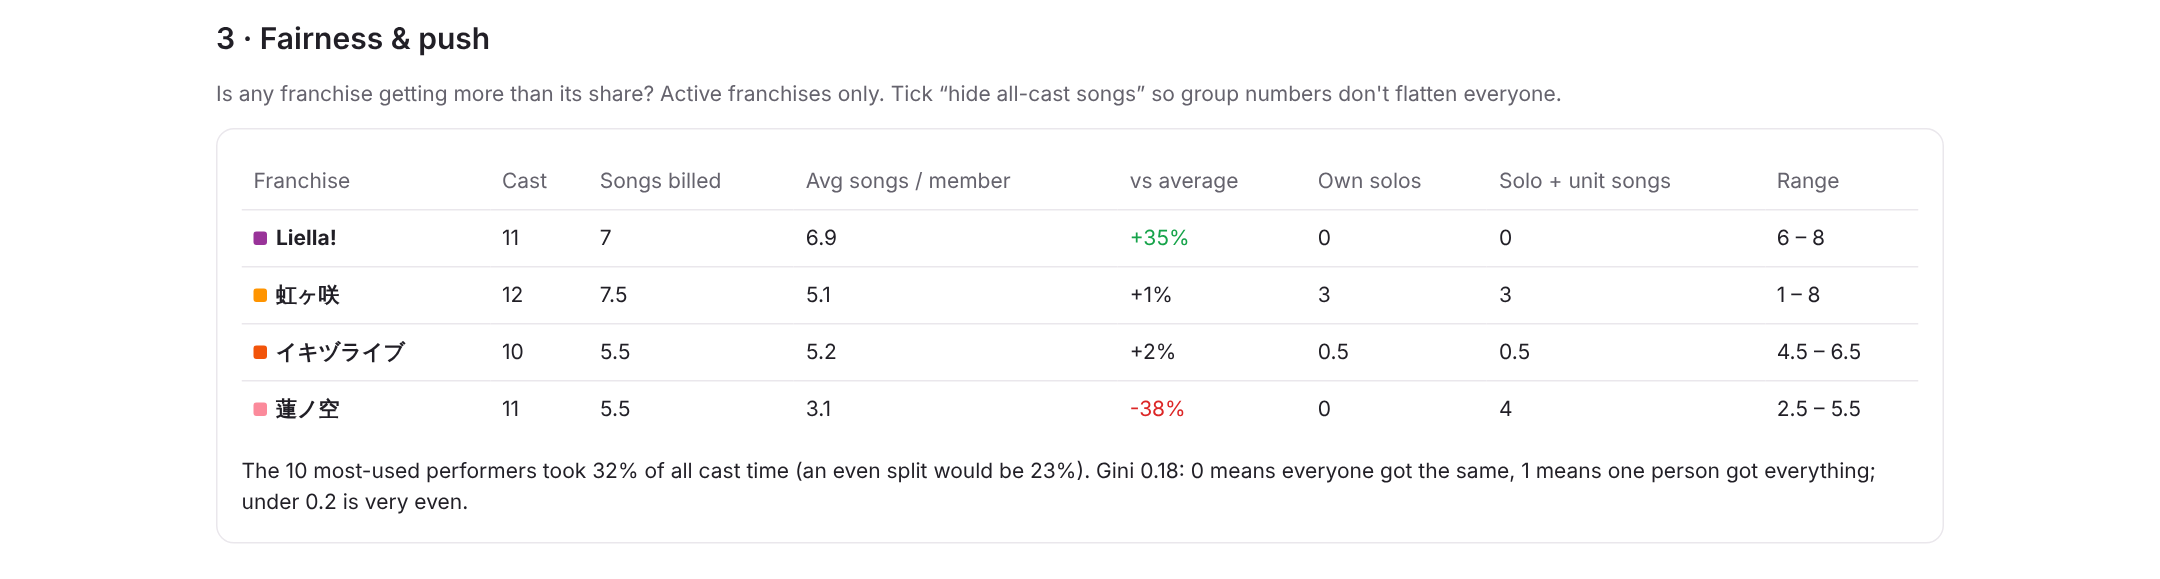 3 · Fairness & push
Is any franchise getting more than its share? Active franchises only. Tick “hide all-cast songs” so group numbers don't flatten everyone.
Franchise Cast Songs billed Avg songs / member vs average Own solos Solo + unit songs Range
Liella! 11 7 6.9 +35% 0 0 6 – 8
虹ヶ咲 12 7.5 5.1 +1% 3 3 1 – 8
イキヅライブ 10 5.5 5.2 +2% 0.5 0.5 4.5 – 6.5
蓮ノ空 11 5.5 3.1 -38% 0 4 2.5 – 5.5
The 10 most-used performers took 32% of all cast time (an even split would be 23%). Gini 0.18: 0 means everyone got the same, 1 means one person got everything;
under 0.2 is very even.